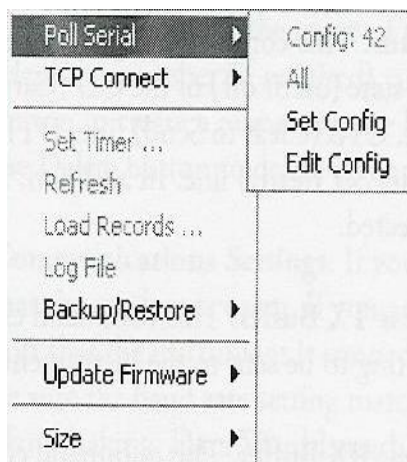 Poll Serial
TCP Connect
Set Timer ...
Refresh
Load Records ...
Log File
Backup/Restore
Update Firmware
Size
Config: 42
All
Set Config
Edit Config